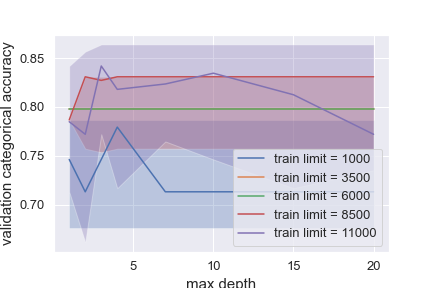 validation categorical accuracy
0.85
0.80
0.75
0.70
train limit = 1000
train limit = 3500
train limit = 6000
train limit = 8500
train limit = 11000
5 10 15 20
max depth